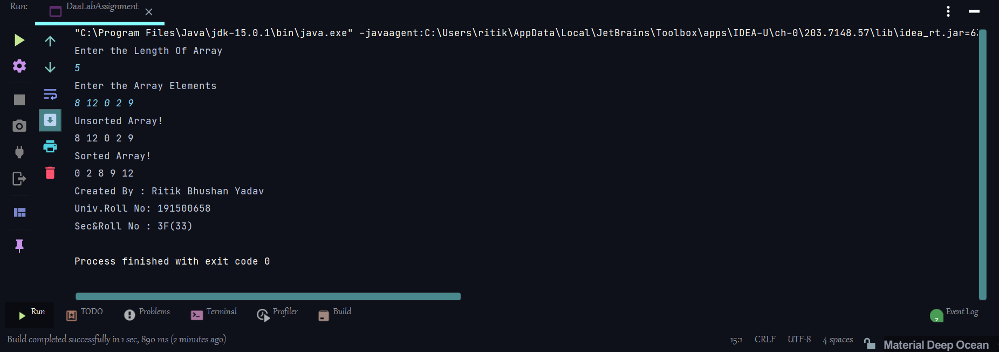 Run: DaaLabAssignment
"C:\Program Files\Java\jdk-15.0.1\bin\java.exe" -javaagent:C:\Users\ritik\AppData\Local\JetBrains\Toolbox\apps\IDEA-U\ch-0\203.7148.57\lib\idea_rt.jar=63
Enter the Length Of Array
5
Enter the Array Elements
8 12 0 2 9
Unsorted Array!
8 12 0 2 9
Sorted Array!
0 2 8 9 12
Created By : Ritik Bhushan Yadav
Univ.Roll No: 191500658
Sec&Roll No : 3F(33)
Process finished with exit code 0
Run TODO Problems Terminal Profiler Build 2 Event Log
Build completed successfully in 1 sec, 890 ms (2 minutes ago) 15:1 CRLF UTF-8 4 spaces Material Deep Ocean